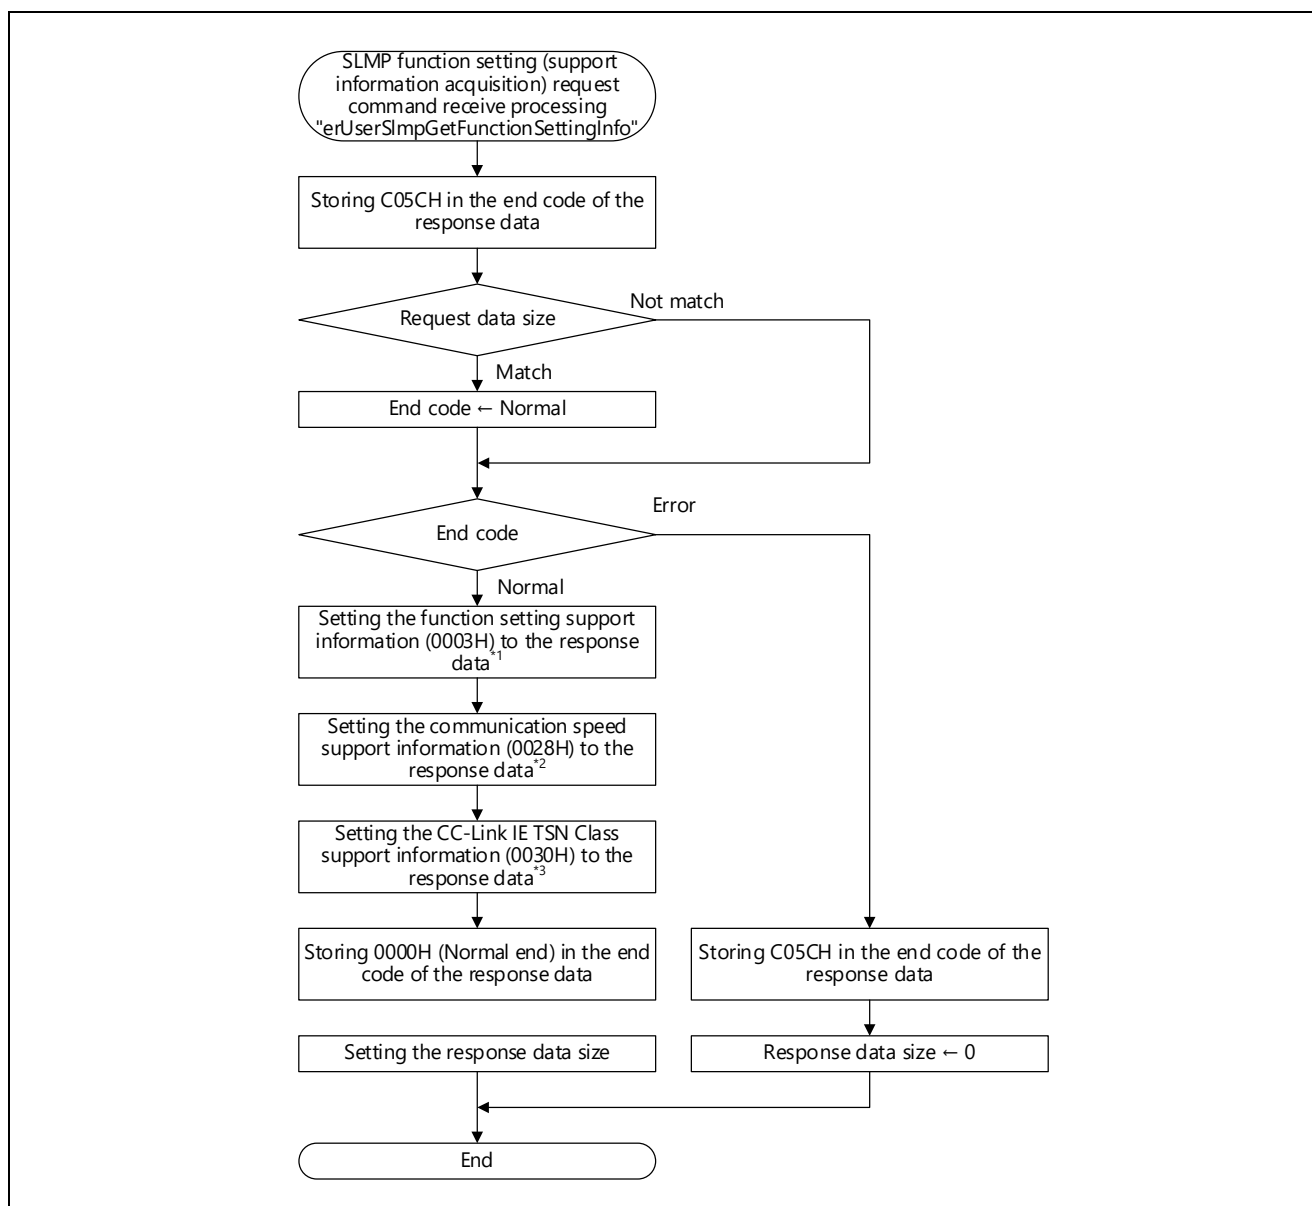 SLMP function setting (support
information acquisition) request
command receive processing
"erUserSlmpGetFunctionSettingInfo"
Storing C05CH in the end code of the
response data
Request data size
Not match
Match
End code ← Normal
End code
Error
Normal
Setting the function setting support
information (0003H) to the response
data*1
Setting the communication speed
support information (0028H) to the
response data*2
Setting the CC-Link IE TSN Class
support information (0030H) to the
response data*3
Storing 0000H (Normal end) in the end
code of the response data
Storing C05CH in the end code of the
response data
Setting the response data size
Response data size ← 0
End